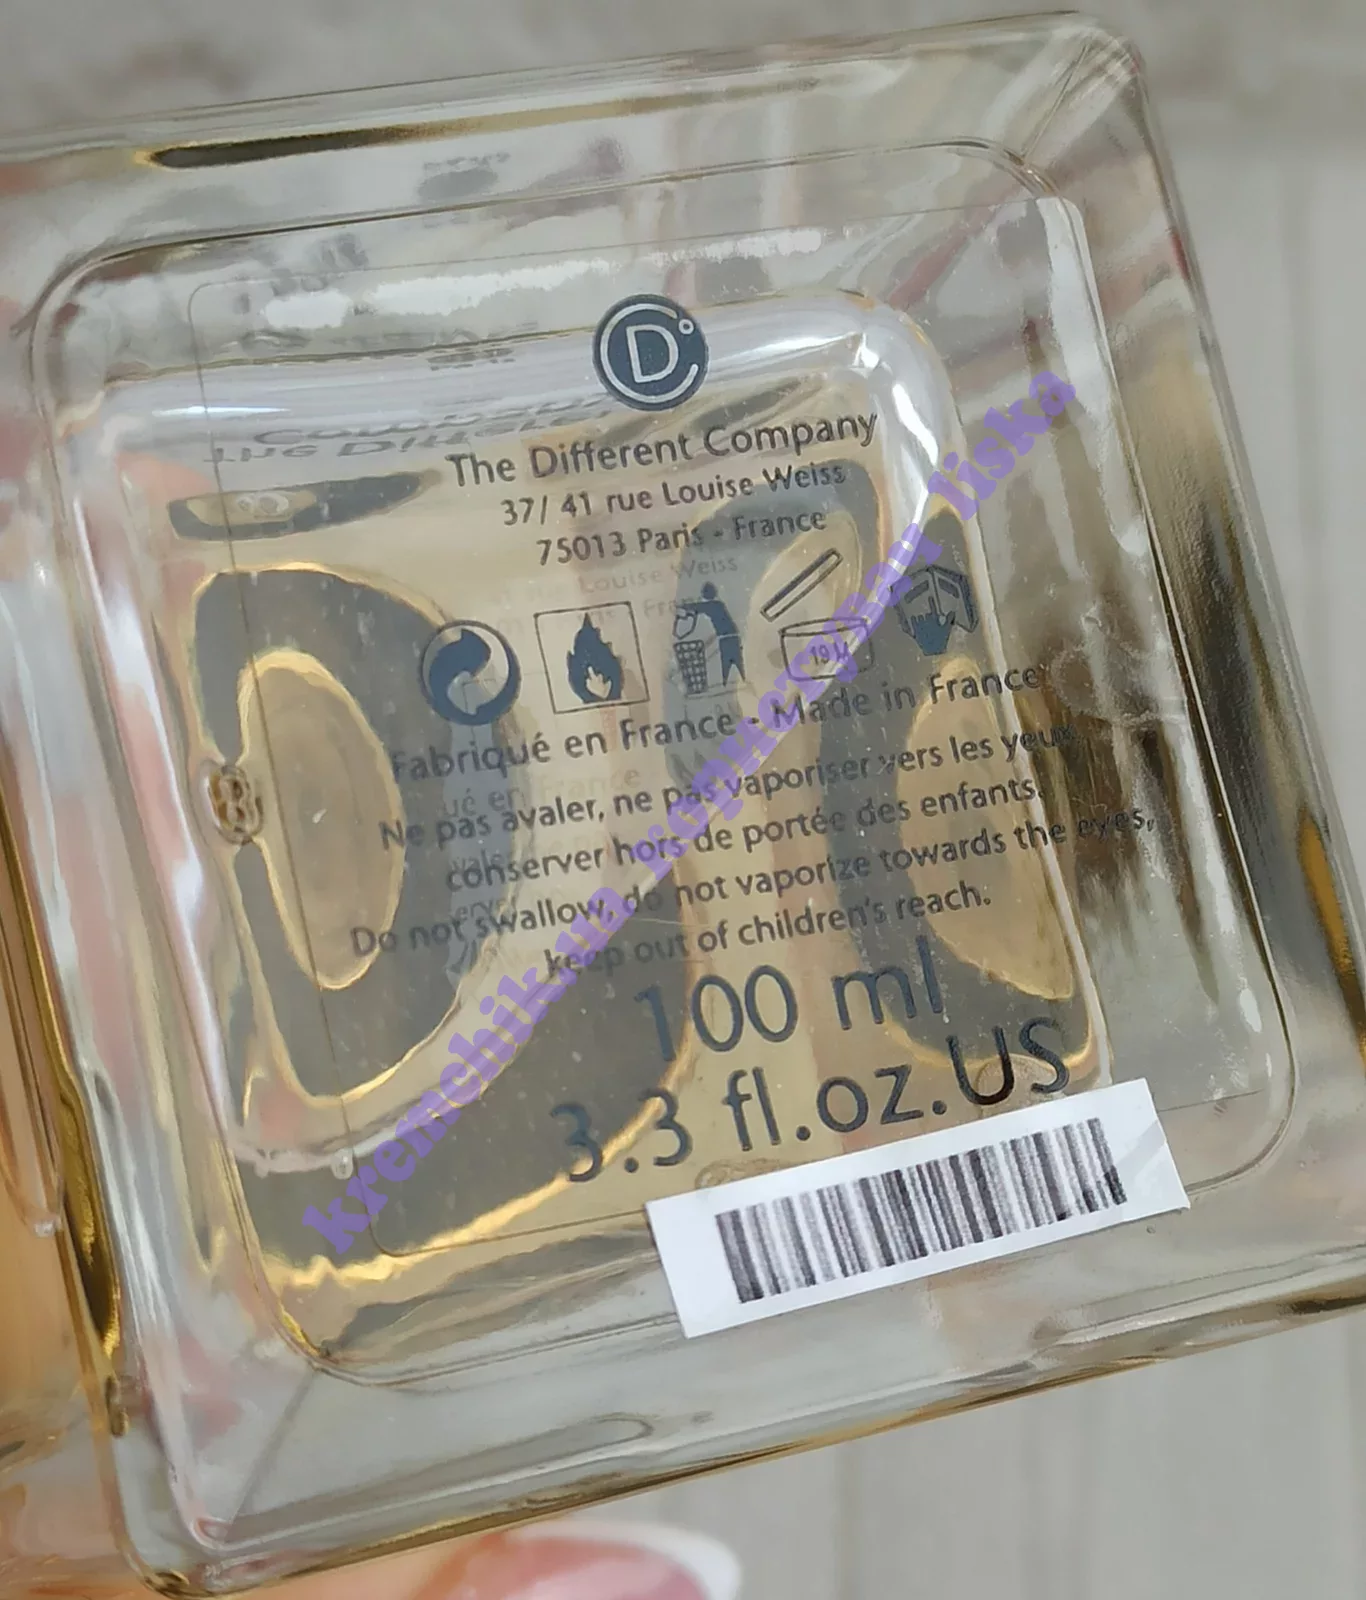 D
The Different Company
37/ 41 rue Louise Weiss
75013 Paris - France
19 M
Fabriqué en France - Made in France
Ne pas avaler, ne pas vaporiser vers les yeux,
conserver hors de portée des enfants.
Do not swallow, do not vaporize towards the eyes,
keep out of children's reach.
100 ml
3.3 fl.oz.US